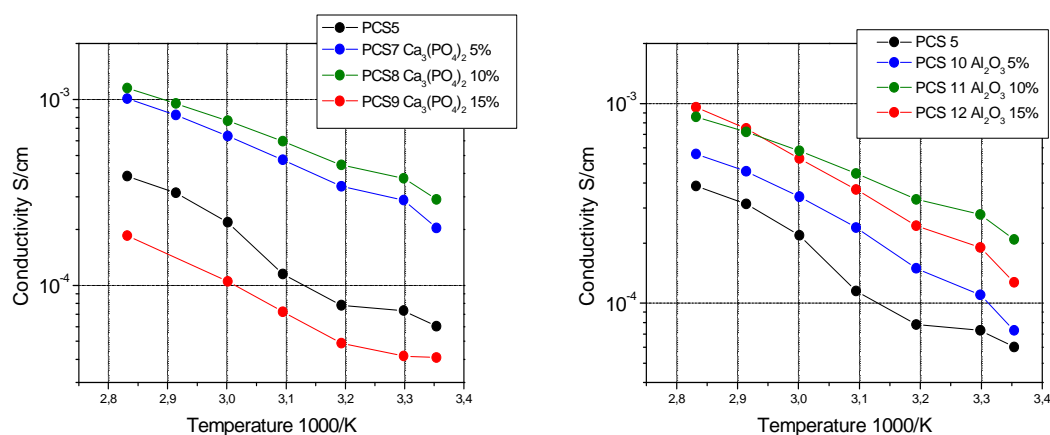 PCS5
PCS7 Ca3(PO4)2 5%
PCS8 Ca3(PO4)2 10%
PCS9 Ca3(PO4)2 15%
10-3
10-4
Conductivity S/cm
2,8 2,9 3,0 3,1 3,2 3,3 3,4
Temperature 1000/K
PCS 5
PCS 10 Al2O3 5%
PCS 11 Al2O3 10%
PCS 12 Al2O3 15%
10-3
10-4
Conductivity S/cm
2,8 2,9 3,0 3,1 3,2 3,3 3,4
Temperature 1000/K